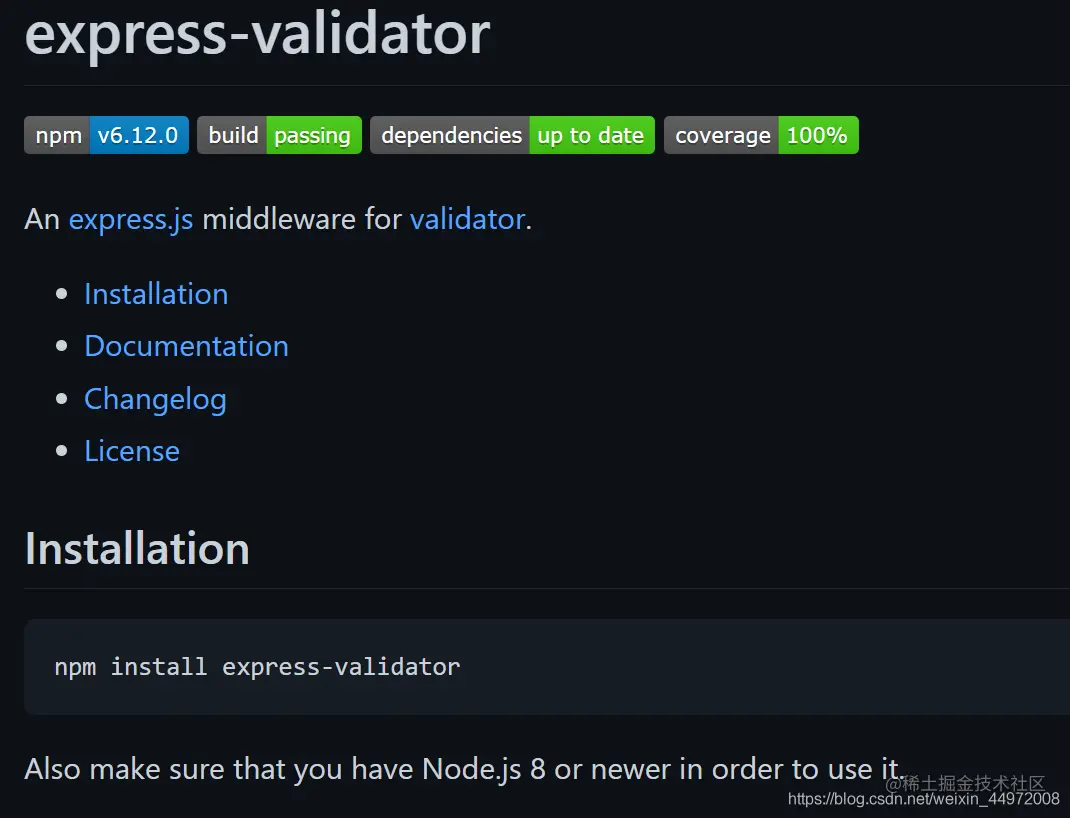 express-validator
npm v6.12.0 build passing dependencies up to date coverage 100%
An express.js middleware for validator.
Installation
Documentation
Changelog
License
Installation
npm install express-validator
Also make sure that you have Node.js 8 or newer in order to use it.
@稀土掘金技术社区
https://blog.csdn.net/weixin_44972008